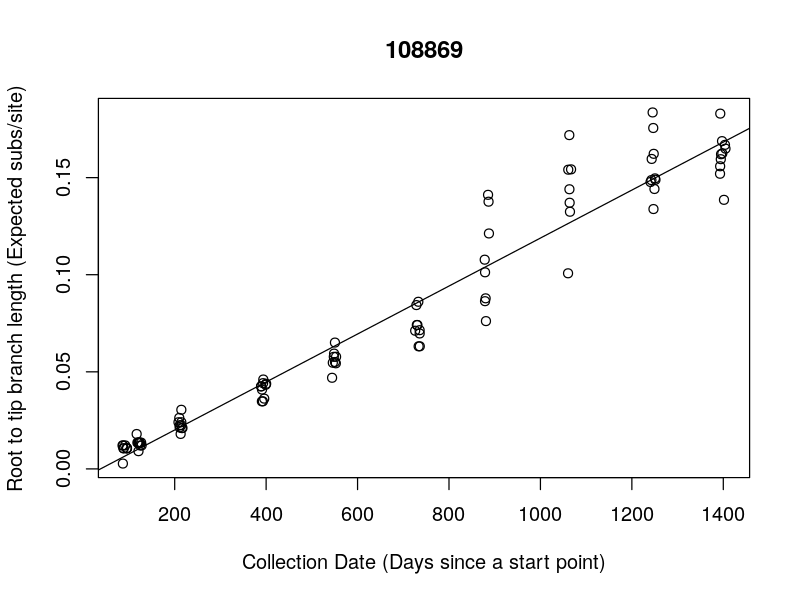 108869
Root to tip branch length (Expected subs/site)
0.15
0.10
0.05
0.00
200 400 600 800 1000 1200 1400
Collection Date (Days since a start point)